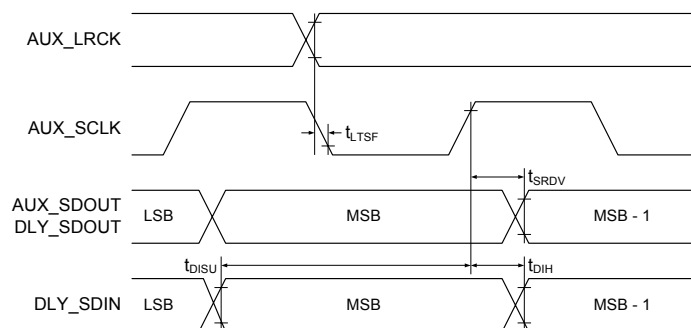 AUX_LRCK
AUX_SCLK
tLTSF
tSRDV
AUX_SDOUT
DLY_SDOUT
LSB
MSB
MSB - 1
tDISU
tDIH
DLY_SDIN
LSB
MSB
MSB - 1